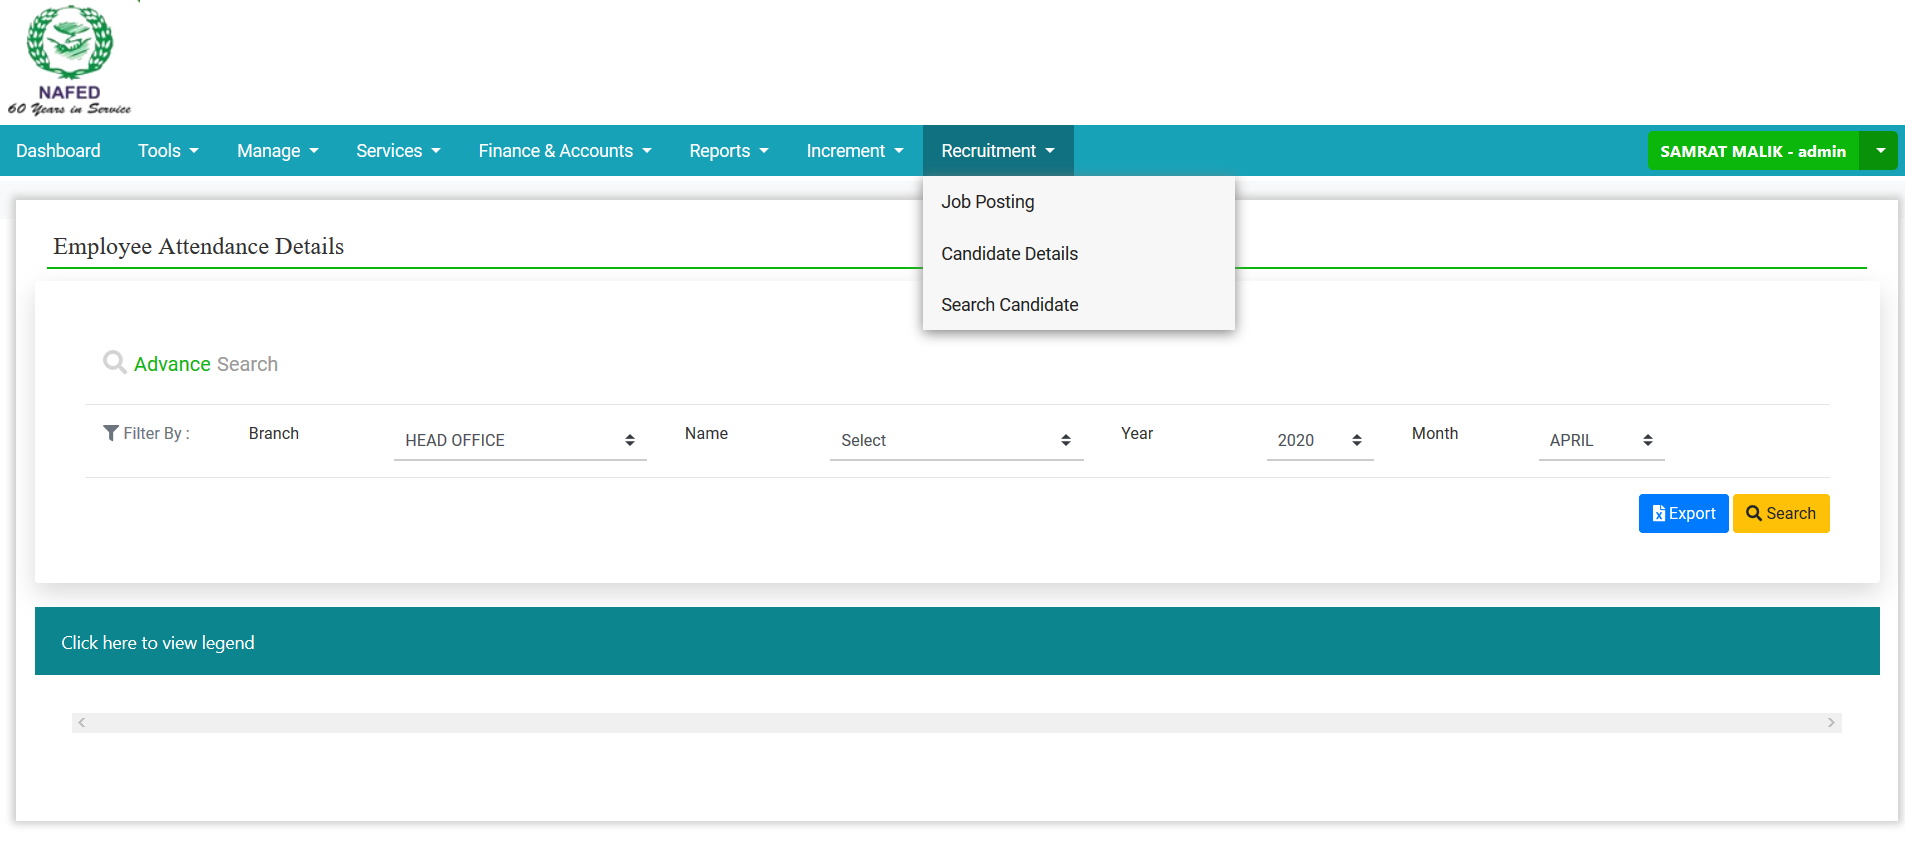 NAFED
60 Years in Service
Dashboard Tools Manage Services Finance & Accounts Reports Increment Recruitment SAMRAT MALIK - admin
Job Posting
Candidate Details
Search Candidate
Employee Attendance Details
Advance Search
Filter By : Branch HEAD OFFICE Name Select Year 2020 Month APRIL
Export Search
Click here to view legend